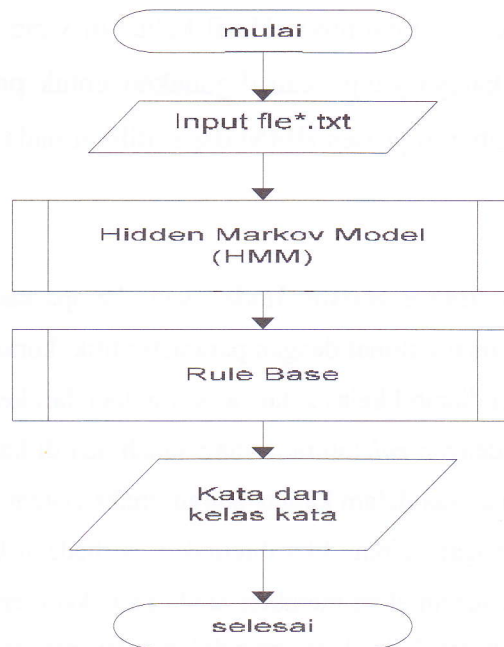 mulai
Input fle*.txt
Hidden Markov Model
(HMM)
Rule Base
Kata dan
kelas kata
selesai